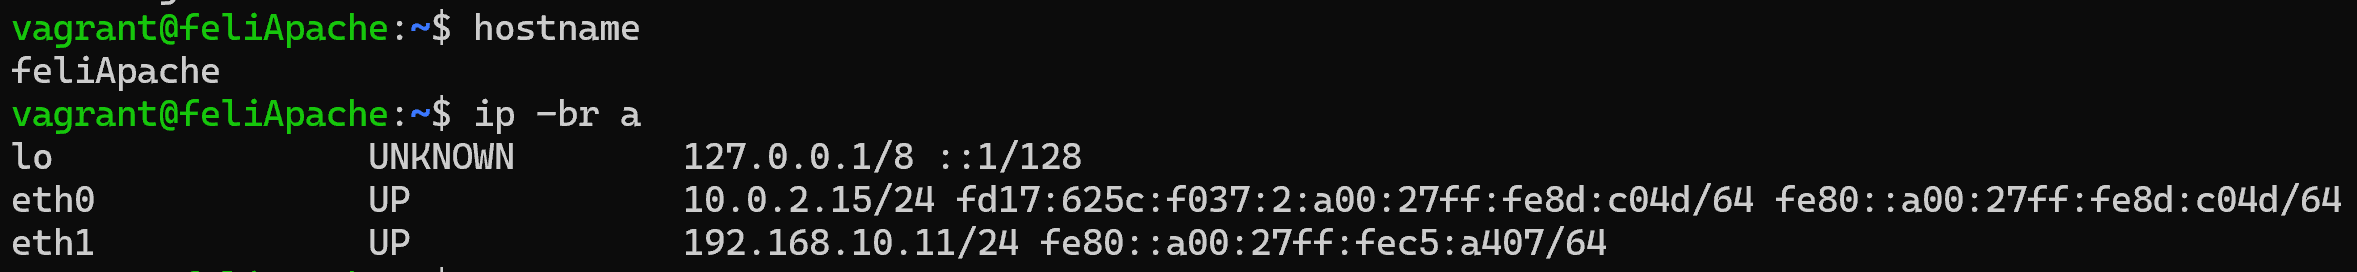 vagrant@feliApache:~$ hostname
feliApache
vagrant@feliApache:~$ ip -br a
lo               UNKNOWN        127.0.0.1/8 ::1/128
eth0             UP             10.0.2.15/24 fd17:625c:f037:2:a00:27ff:fe8d:c04d/64 fe80::a00:27ff:fe8d:c04d/64
eth1             UP             192.168.10.11/24 fe80::a00:27ff:fec5:a407/64